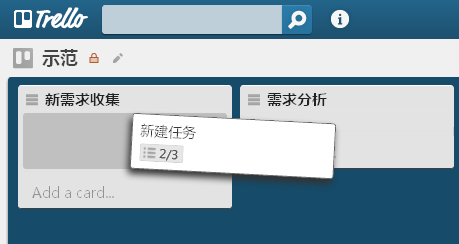 Trello
示范
新需求收集
需求分析
新建任务
2/3
Add a card...